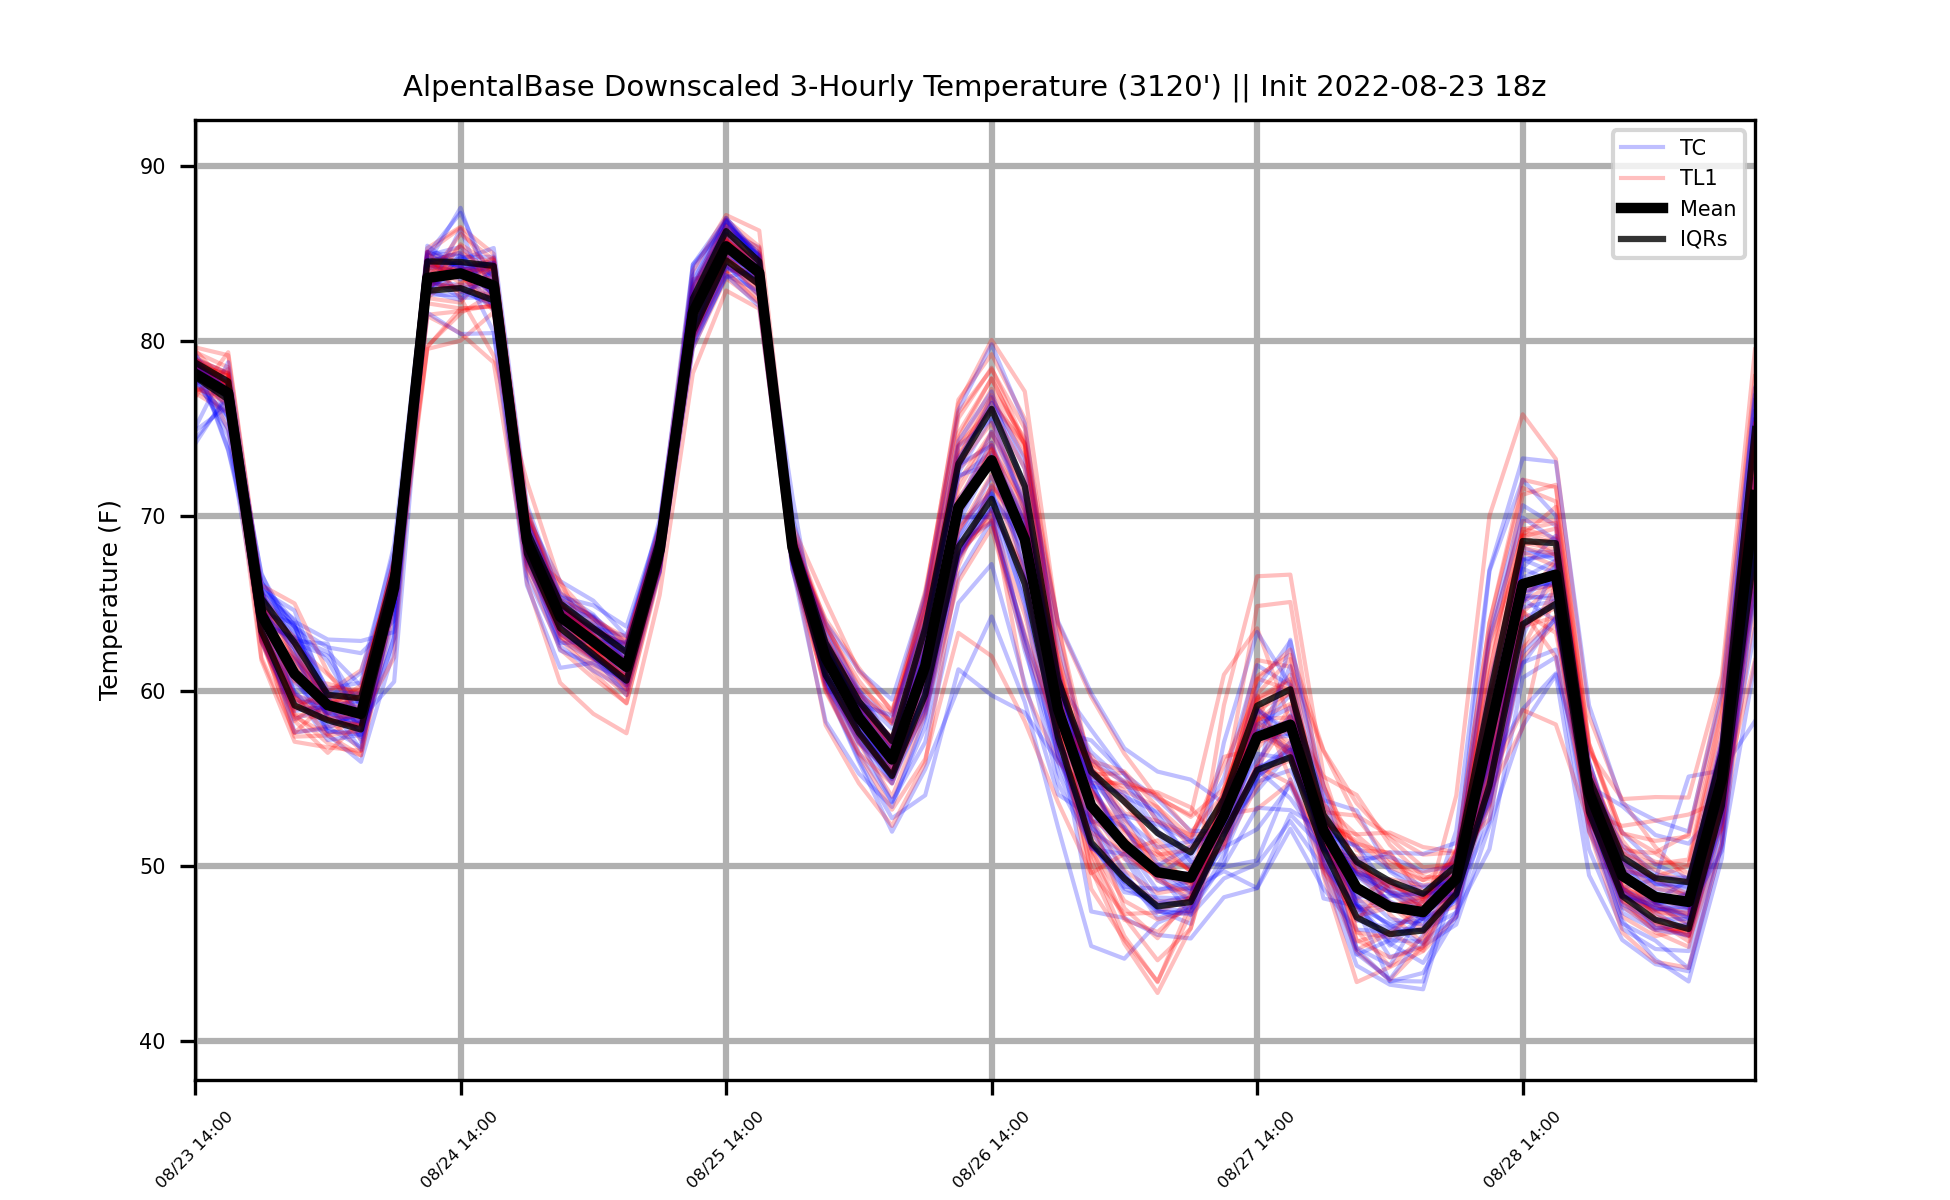 AlpentalBase Downscaled 3-Hourly Temperature (3120') || Init 2022-08-23 18z
TC
TL1
Mean
IQRs
Temperature (F)
90
80
70
60
50
40
08/23 14:00
08/24 14:00
08/25 14:00
08/26 14:00
08/27 14:00
08/28 14:00